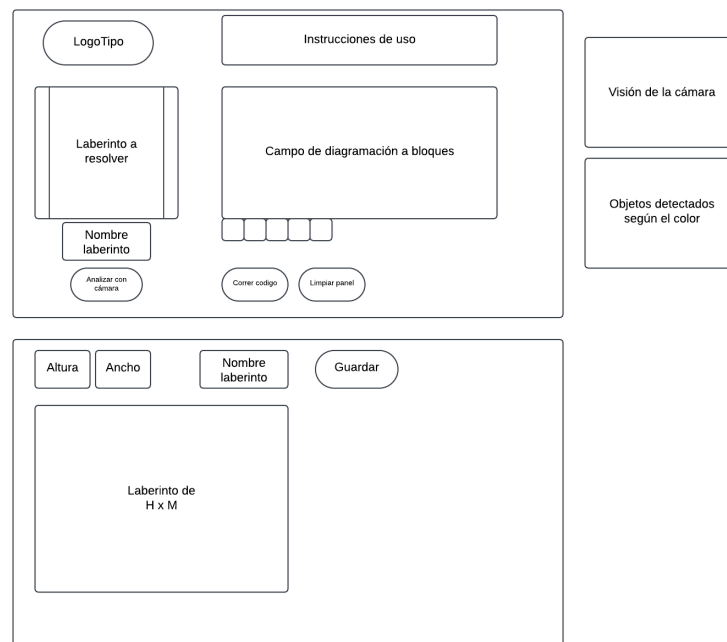 LogoTipo
Instrucciones de uso
Laberinto a
resolver
Campo de diagramación a bloques
Nombre
laberinto
Analizar con
cámara
Correr codigo
Limpiar panel
Visión de la cámara
Objetos detectados
según el color
Altura
Ancho
Nombre
laberinto
Guardar
Laberinto de
H x M